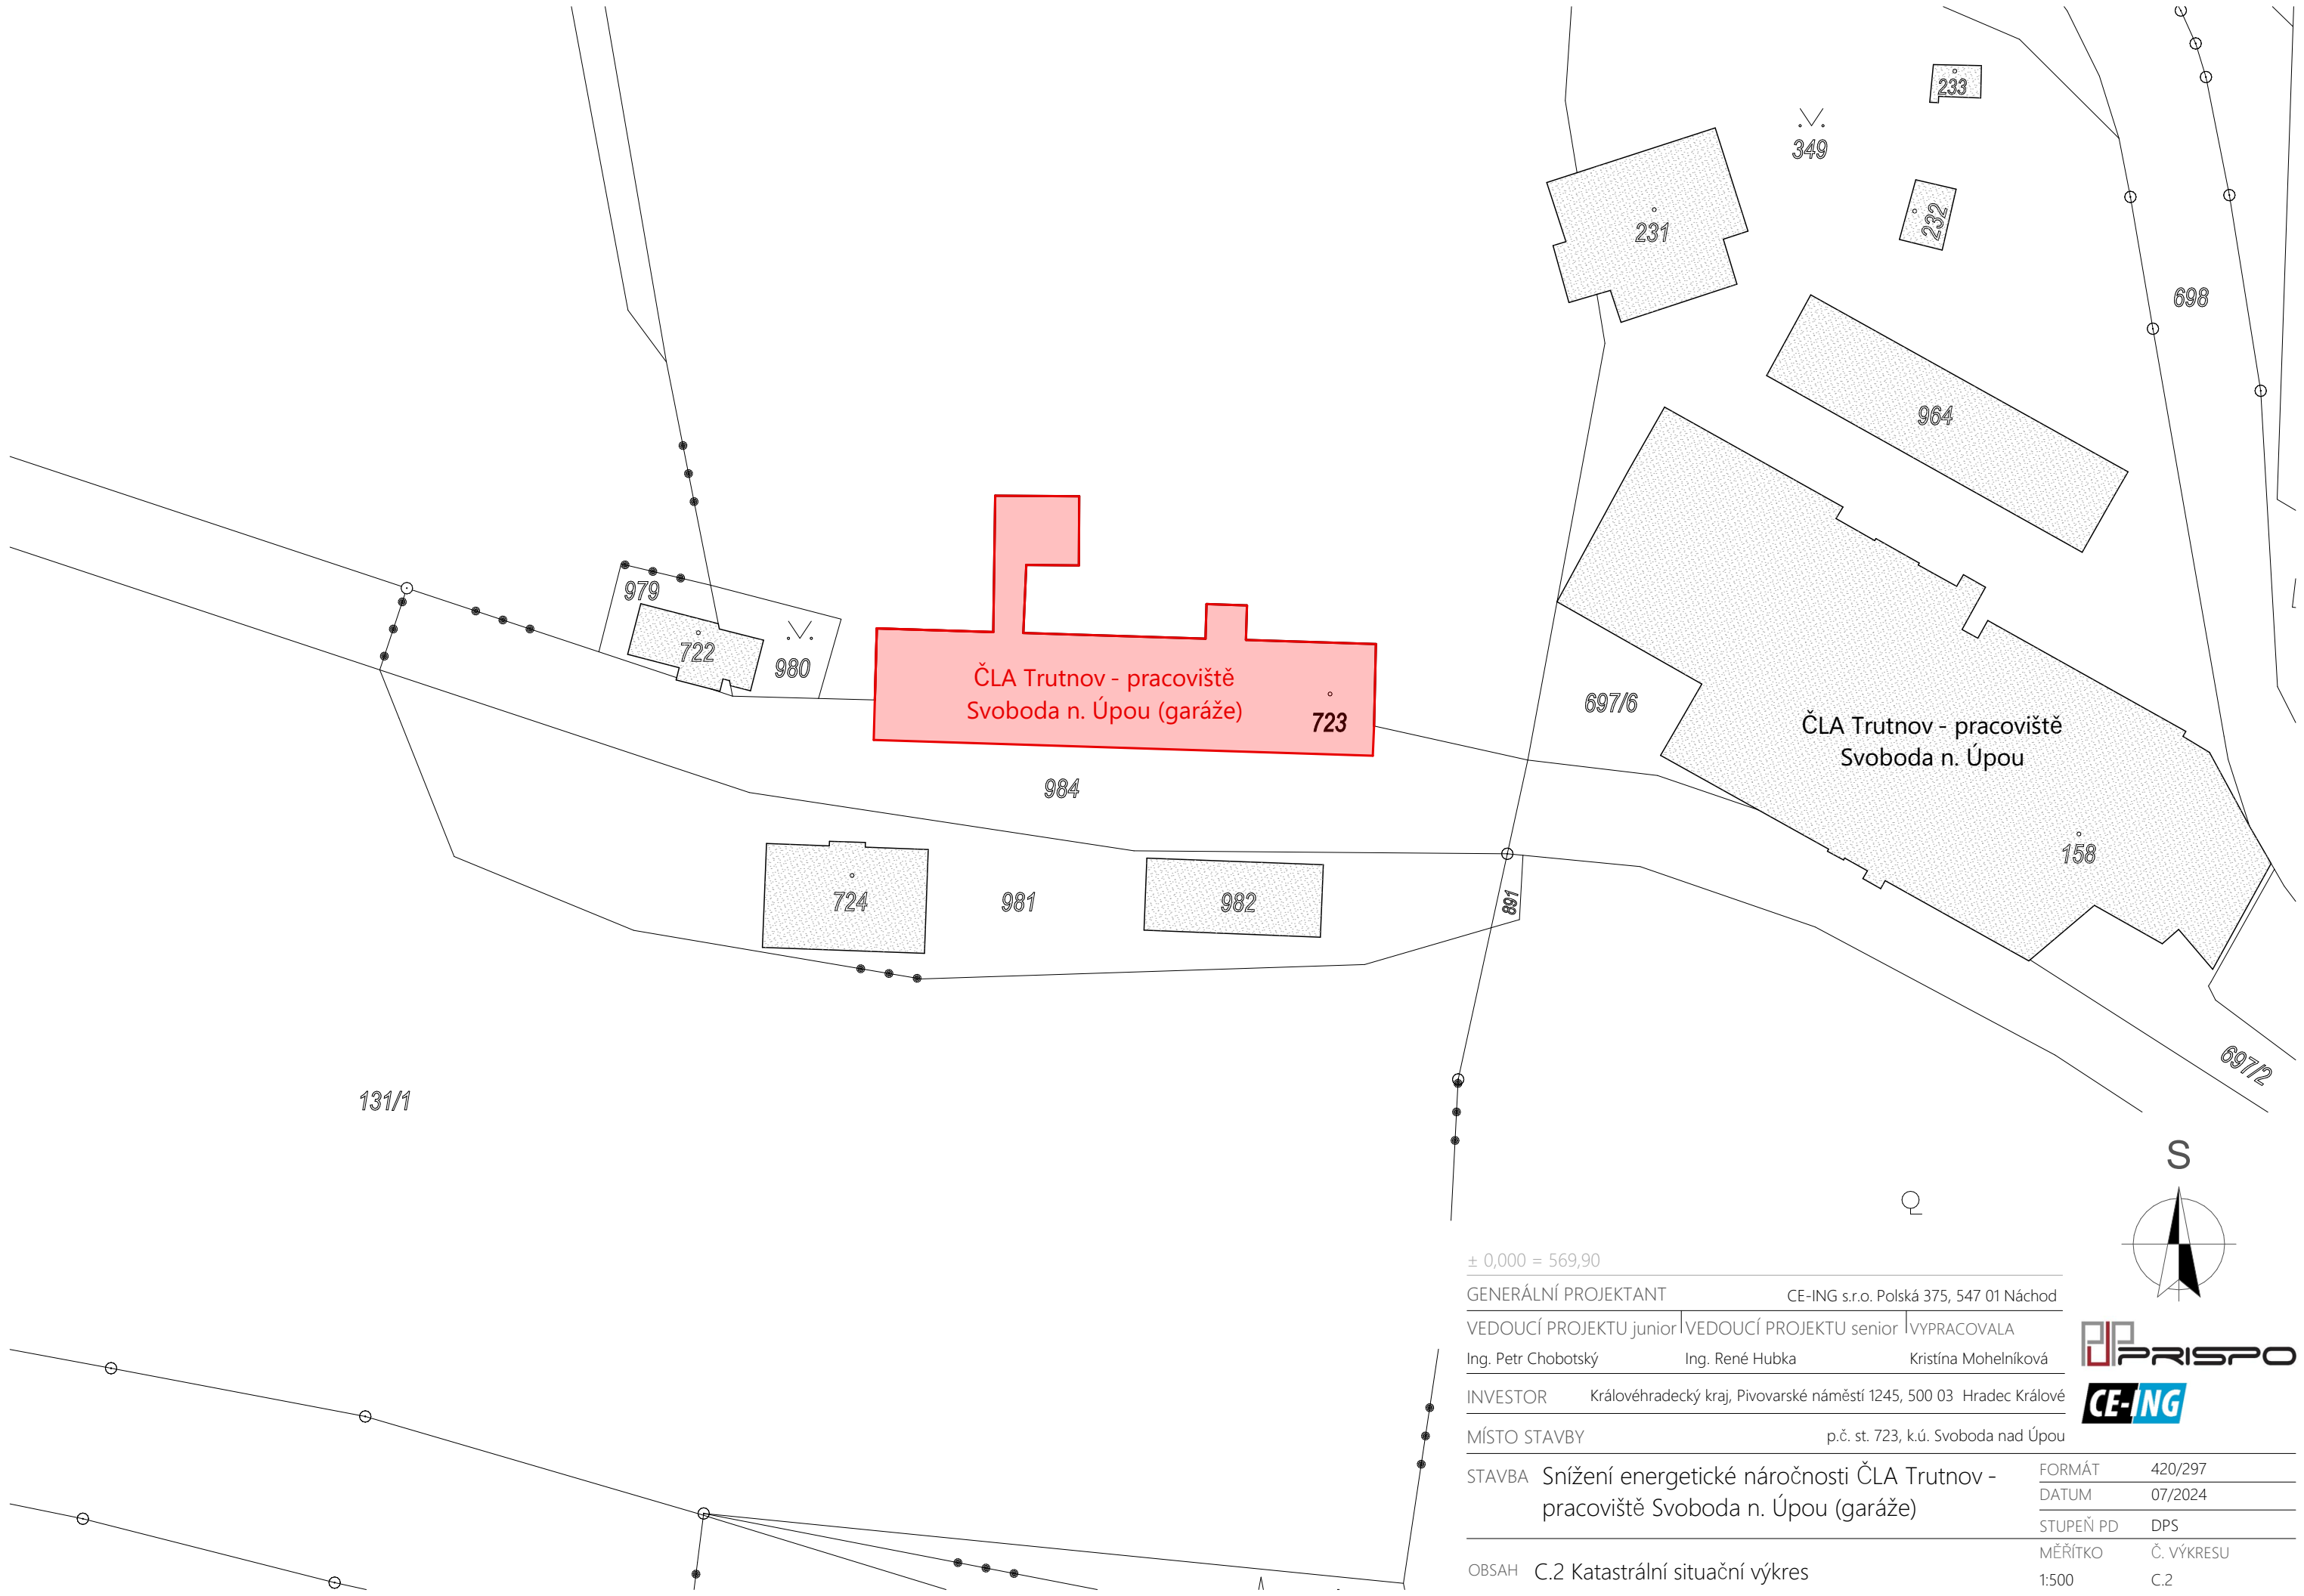 233
349
231
232
698
964
979
722
980
ČLA Trutnov - pracoviště
Svoboda n. Úpou (garáže)
723
697/6
ČLA Trutnov - pracoviště
Svoboda n. Úpou
984
158
724
981
982
891
697/2
131/1
S
± 0,000 = 569,90
GENERÁLNÍ PROJEKTANT CE-ING s.r.o. Polská 375, 547 01 Náchod
VEDOUCÍ PROJEKTU junior VEDOUCÍ PROJEKTU senior VYPRACOVALA
Ing. Petr Chobotský Ing. René Hubka Kristína Mohelníková
PRISPO
INVESTOR Královéhradecký kraj, Pivovarské náměstí 1245, 500 03 Hradec Králové
CE-ING
MÍSTO STAVBY p.č. st. 723, k.ú. Svoboda nad Úpou
STAVBA Snížení energetické náročnosti ČLA Trutnov -
pracoviště Svoboda n. Úpou (garáže)
FORMÁT 420/297
DATUM 07/2024
STUPEŇ PD DPS
MĚŘÍTKO Č. VÝKRESU
1:500 C.2
OBSAH C.2 Katastrální situační výkres